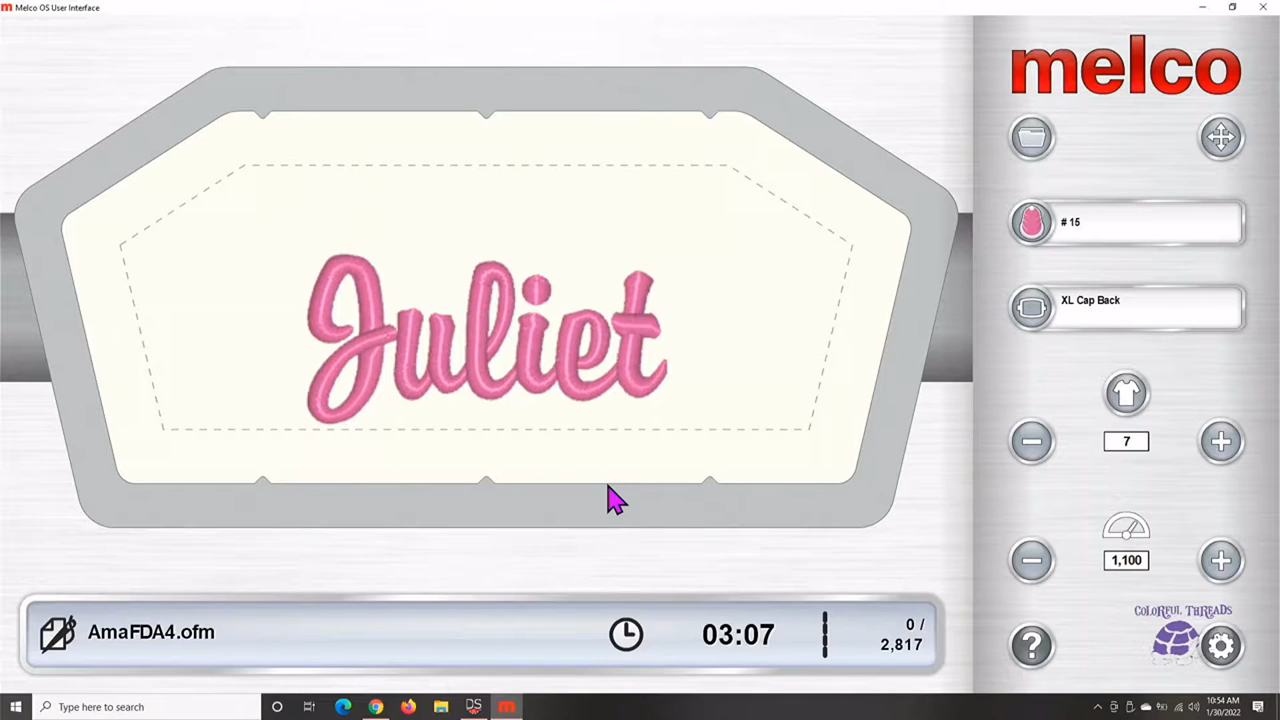 Melco OS User Interface
melco
# 15
Juliet
XL Cap Back
7
1,100
COLORFUL THREADS
AmaFDA4.ofm
03:07
0 /
2,817
?
Type here to search
DS
10:54 AM
1/30/2022